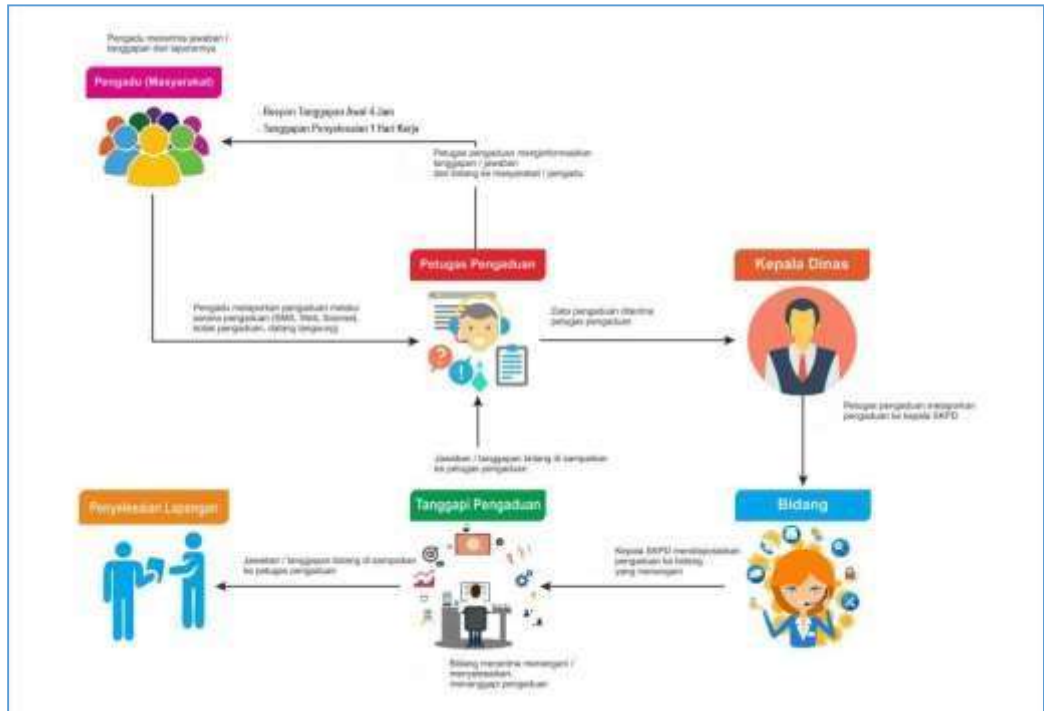 Pengadu menerima jawaban /
tanggapan dari laporannya
Pengadu (Masyarakat)
- Respon Tanggapan Awal 4 Jam
- Tanggapan Penyelesaian 1 Hari Kerja
Petugas pengaduan menginformasikan
tanggapan / jawaban
dari bidang ke masyarakat / pengadu
Petugas Pengaduan
Kepala Dinas
Pengadu melaporkan pengaduan melalui
sarana pengaduan (SMS, Web, Sosmed,
kotak pengaduan, datang langsung)
Data pengaduan diterima
petugas pengaduan
Petugas pengaduan melaporkan
pengaduan ke kepala SKPD
Jawaban / tanggapan bidang di sampaikan
ke petugas pengaduan
Penyelesaian Lapangan
Tanggapi Pengaduan
Bidang
Jawaban / tanggapan bidang di sampaikan
ke petugas pengaduan
Kepala SKPD mendisposisikan
pengaduan ke bidang
yang menangani
Bidang menerima menangani /
menyelesaikan,
menanggapi pengaduan